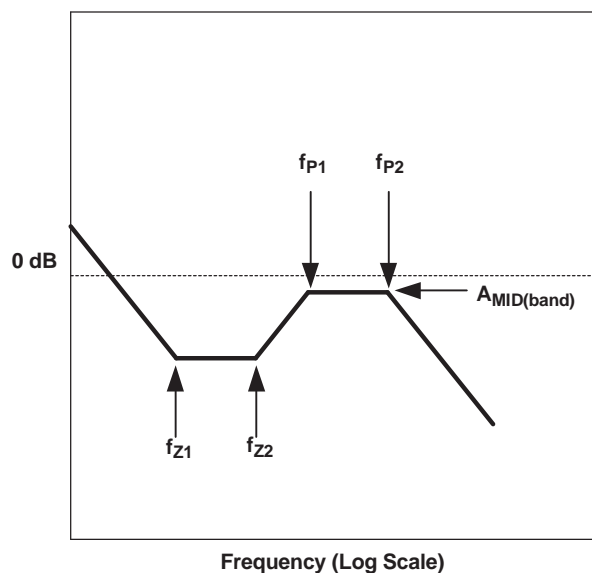 f_P1 f_P2
0 dB
A_MID(band)
f_Z1 f_Z2
Frequency (Log Scale)